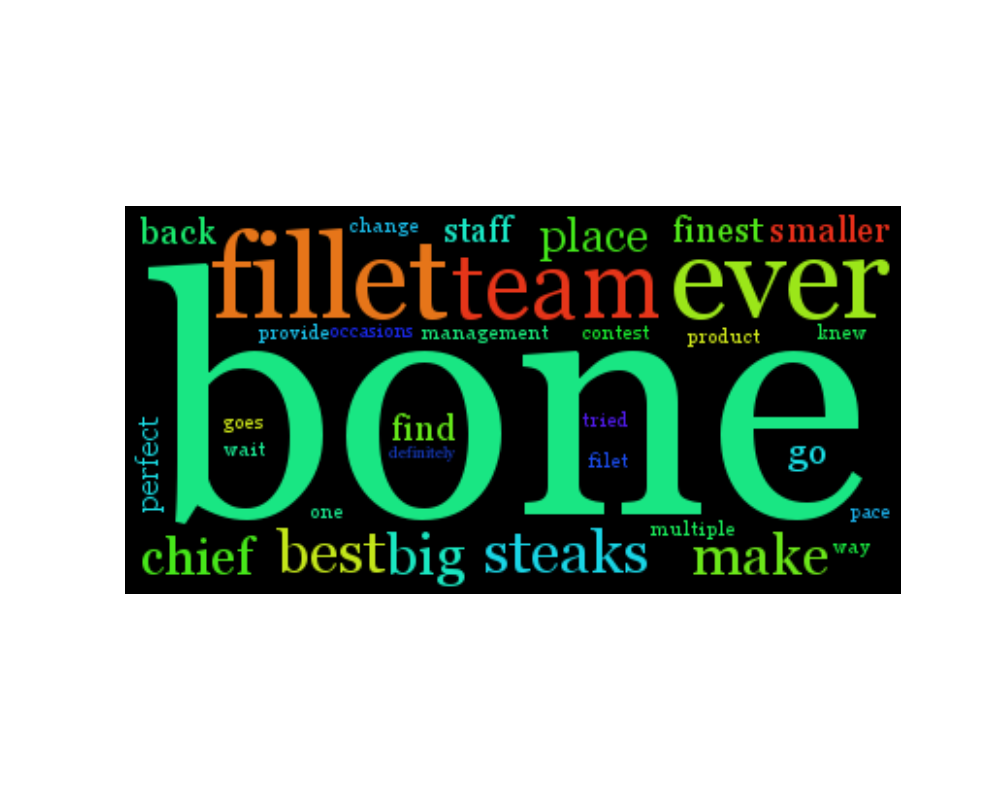 back
change
staff
place
finest
smaller
fillet
team
ever
provide
occasions
management
contest
product
knew
bone
perfect
goes
wait
find
definitely
tried
filet
go
one
pace
chief
best
big
steaks
multiple
make
way